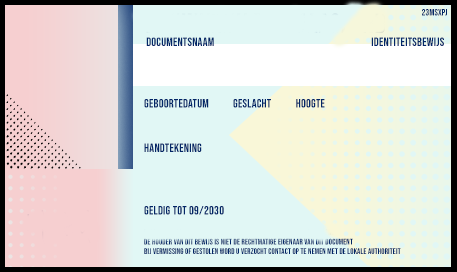 23MSXPJ
DOCUMENTSNAAM IDENTITEITSBEWIJS
GEBOORTEDATUM GESLACHT HOOGTE
HANDTEKENING
GELDIG TOT 09/2030
DE HOUDER VAN DIT BEWIJS IS NIET DE RECHTMATIGE EIGENAAR VAN DIT DOCUMENT
BIJ VERMISSING OF GESTOLEN WORD U VERZOCHT CONTACT OP TE NEMEN MET DE LOKALE AUTHORITEIT